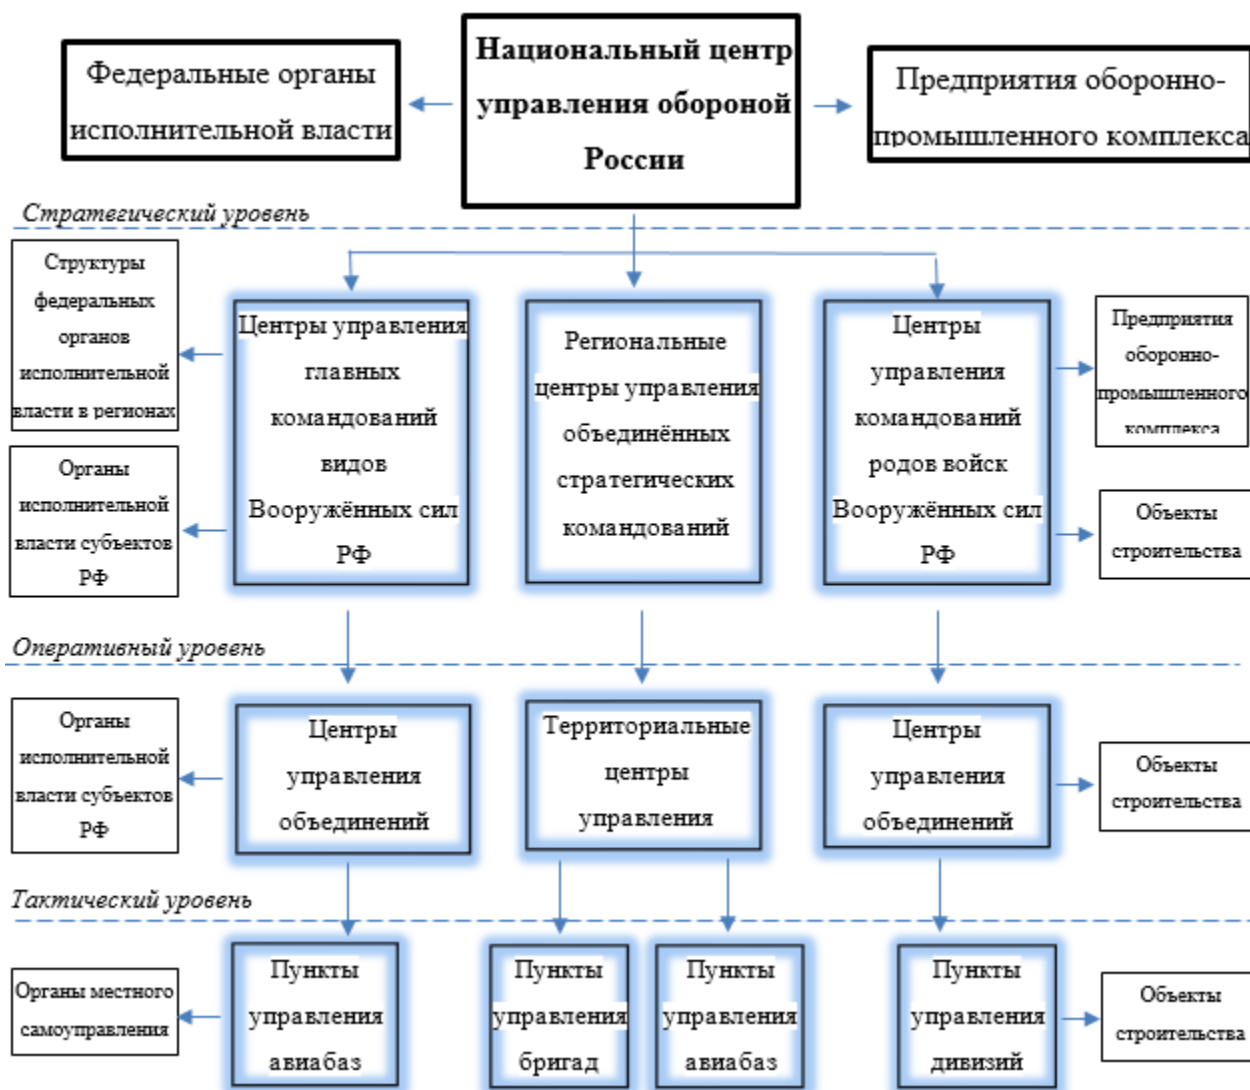 Федеральные органы
исполнительной власти
Национальный центр
управления обороной
России
Предприятия оборонно-
промышленного комплекса
Стратегический уровень
Структуры
федеральных
органов
исполнительной
власти в регионах
Органы
исполнительной
власти субъектов
РФ
Центры управления
главных
командований
видов
Вооружённых сил
РФ
Региональные
центры управления
объединённых
стратегических
командований
Центры
управления
командований
родов войск
Вооружённых сил
РФ
Предприятия
оборонно-
промышленного
комплекса
Объекты
строительства
Оперативный уровень
Органы
исполнительной
власти субъектов
РФ
Центры
управления
объединений
Территориальные
центры
управления
Центры
управления
объединений
Объекты
строительства
Тактический уровень
Органы местного
самоуправления
Пункты
управления
авиабаз
Пункты
управления
бригад
Пункты
управления
авиабаз
Пункты
управления
дивизий
Объекты
строительства